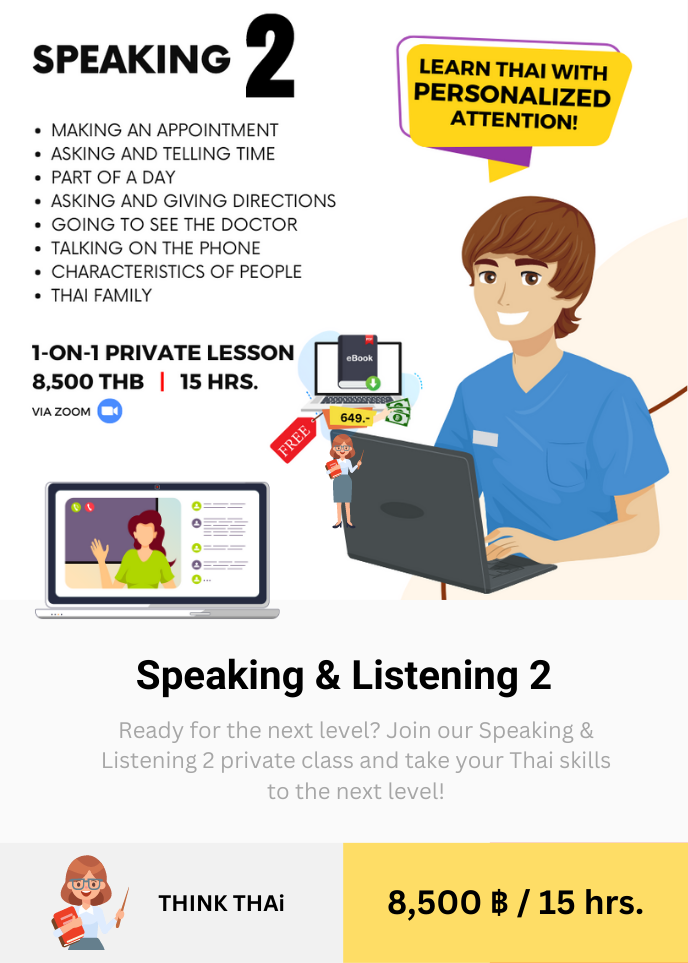 SPEAKING 2
LEARN THAI WITH
PERSONALIZED
ATTENTION!
• MAKING AN APPOINTMENT
• ASKING AND TELLING TIME
• PART OF A DAY
• ASKING AND GIVING DIRECTIONS
• GOING TO SEE THE DOCTOR
• TALKING ON THE PHONE
• CHARACTERISTICS OF PEOPLE
• THAI FAMILY
1-ON-1 PRIVATE LESSON
8,500 THB | 15 HRS.
VIA ZOOM
eBook
649.-
FREE
Speaking & Listening 2
Ready for the next level? Join our Speaking &
Listening 2 private class and take your Thai skills
to the next level!
THINK THAi
8,500 ฿ / 15 hrs.